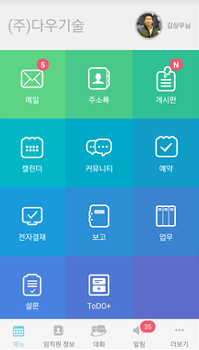 (주)다우기술
김상우님
5
N
메일
주소록
게시판
캘린더
커뮤니티
예약
전자결재
보고
업무
설문
ToDO+
35
메뉴
임직원 정보
대화
알림
더보기